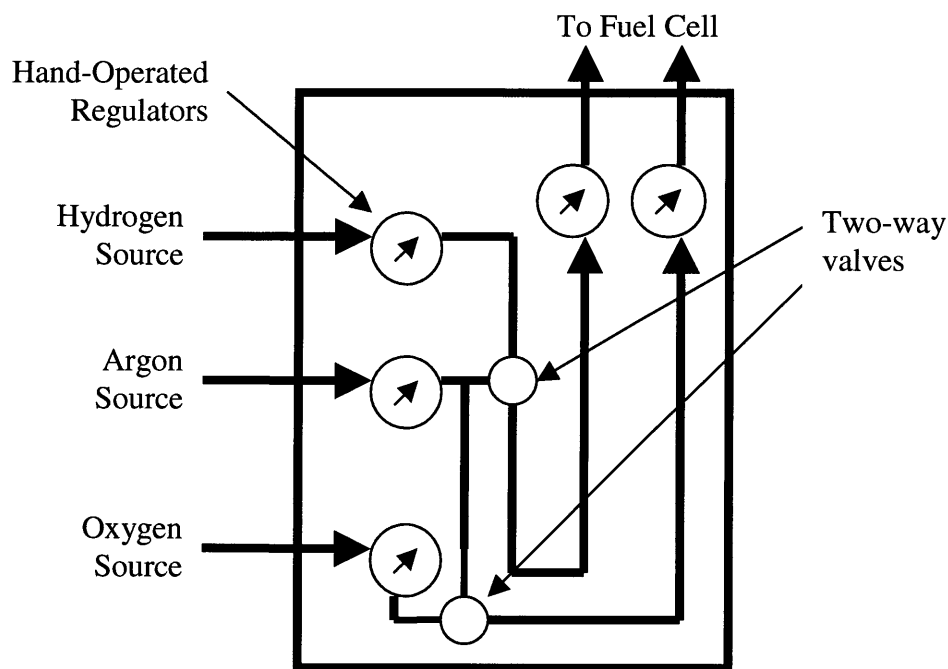 To Fuel Cell
Hand-Operated
Regulators
Hydrogen
Source
Two-way
valves
Argon
Source
Oxygen
Source